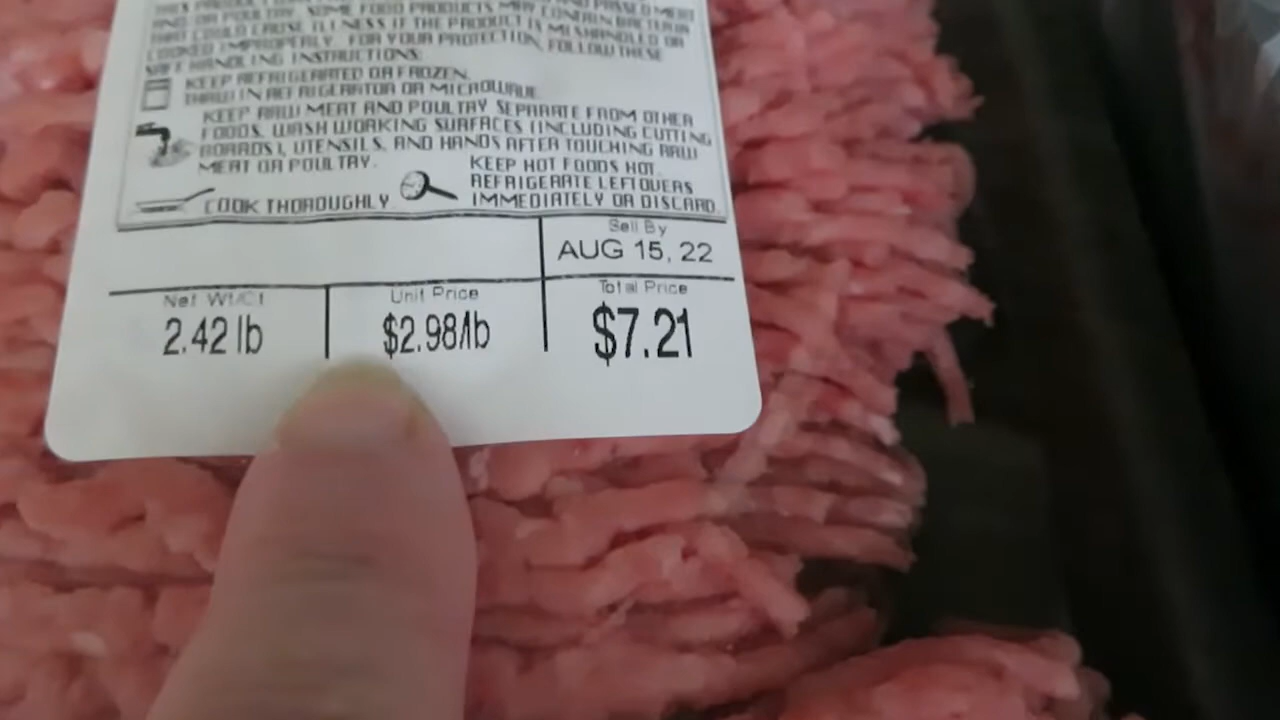 AND OR POULTRY. SOME FOOD PRODUCTS MAY CONTAIN BACTERIA
THAT COULD CAUSE ILLNESS IF THE PRODUCT IS MISHANDLED OR
COOKED IMPROPERLY. FOR YOUR PROTECTION, FOLLOW THESE
SAFE HANDLING INSTRUCTIONS:
KEEP REFRIGERATED OR FROZEN.
THAW IN REFRIGERATOR OR MICROWAVE
KEEP RAW MEAT AND POULTRY SEPARATE FROM OTHER
FOODS. WASH WORKING SURFACES (INCLUDING CUTTING
BOARDS), UTENSILS, AND HANDS AFTER TOUCHING RAW
MEAT OR POULTRY.
COOK THOROUGHLY
KEEP HOT FOODS HOT.
REFRIGERATE LEFTOVERS
IMMEDIATELY OR DISCARD.
Sell By
AUG 15, 22
Net Wt/Ct
2.42 lb
Unit Price
$2.98/lb
Total Price
$7.21